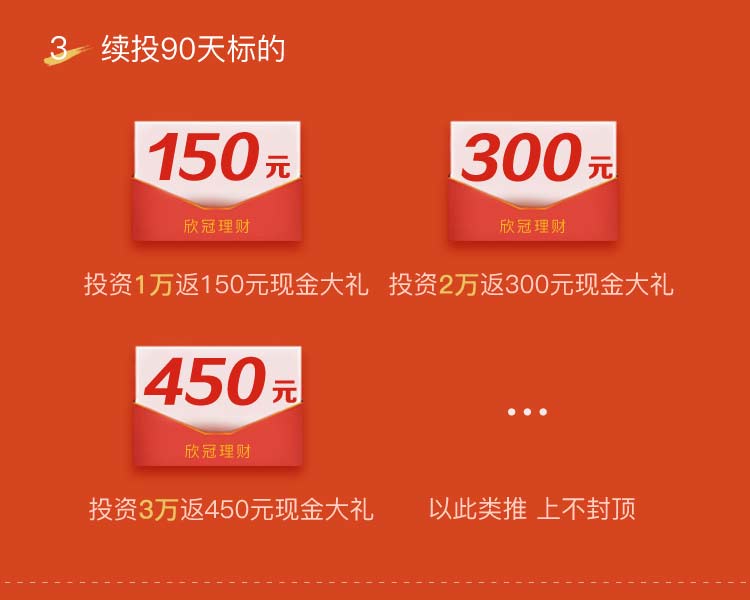 3 续投90天标的
150元
300元
欣冠理财
欣冠理财
投资1万返150元现金大礼
投资2万返300元现金大礼
450元
...
欣冠理财
投资3万返450元现金大礼
以此类推 上不封顶